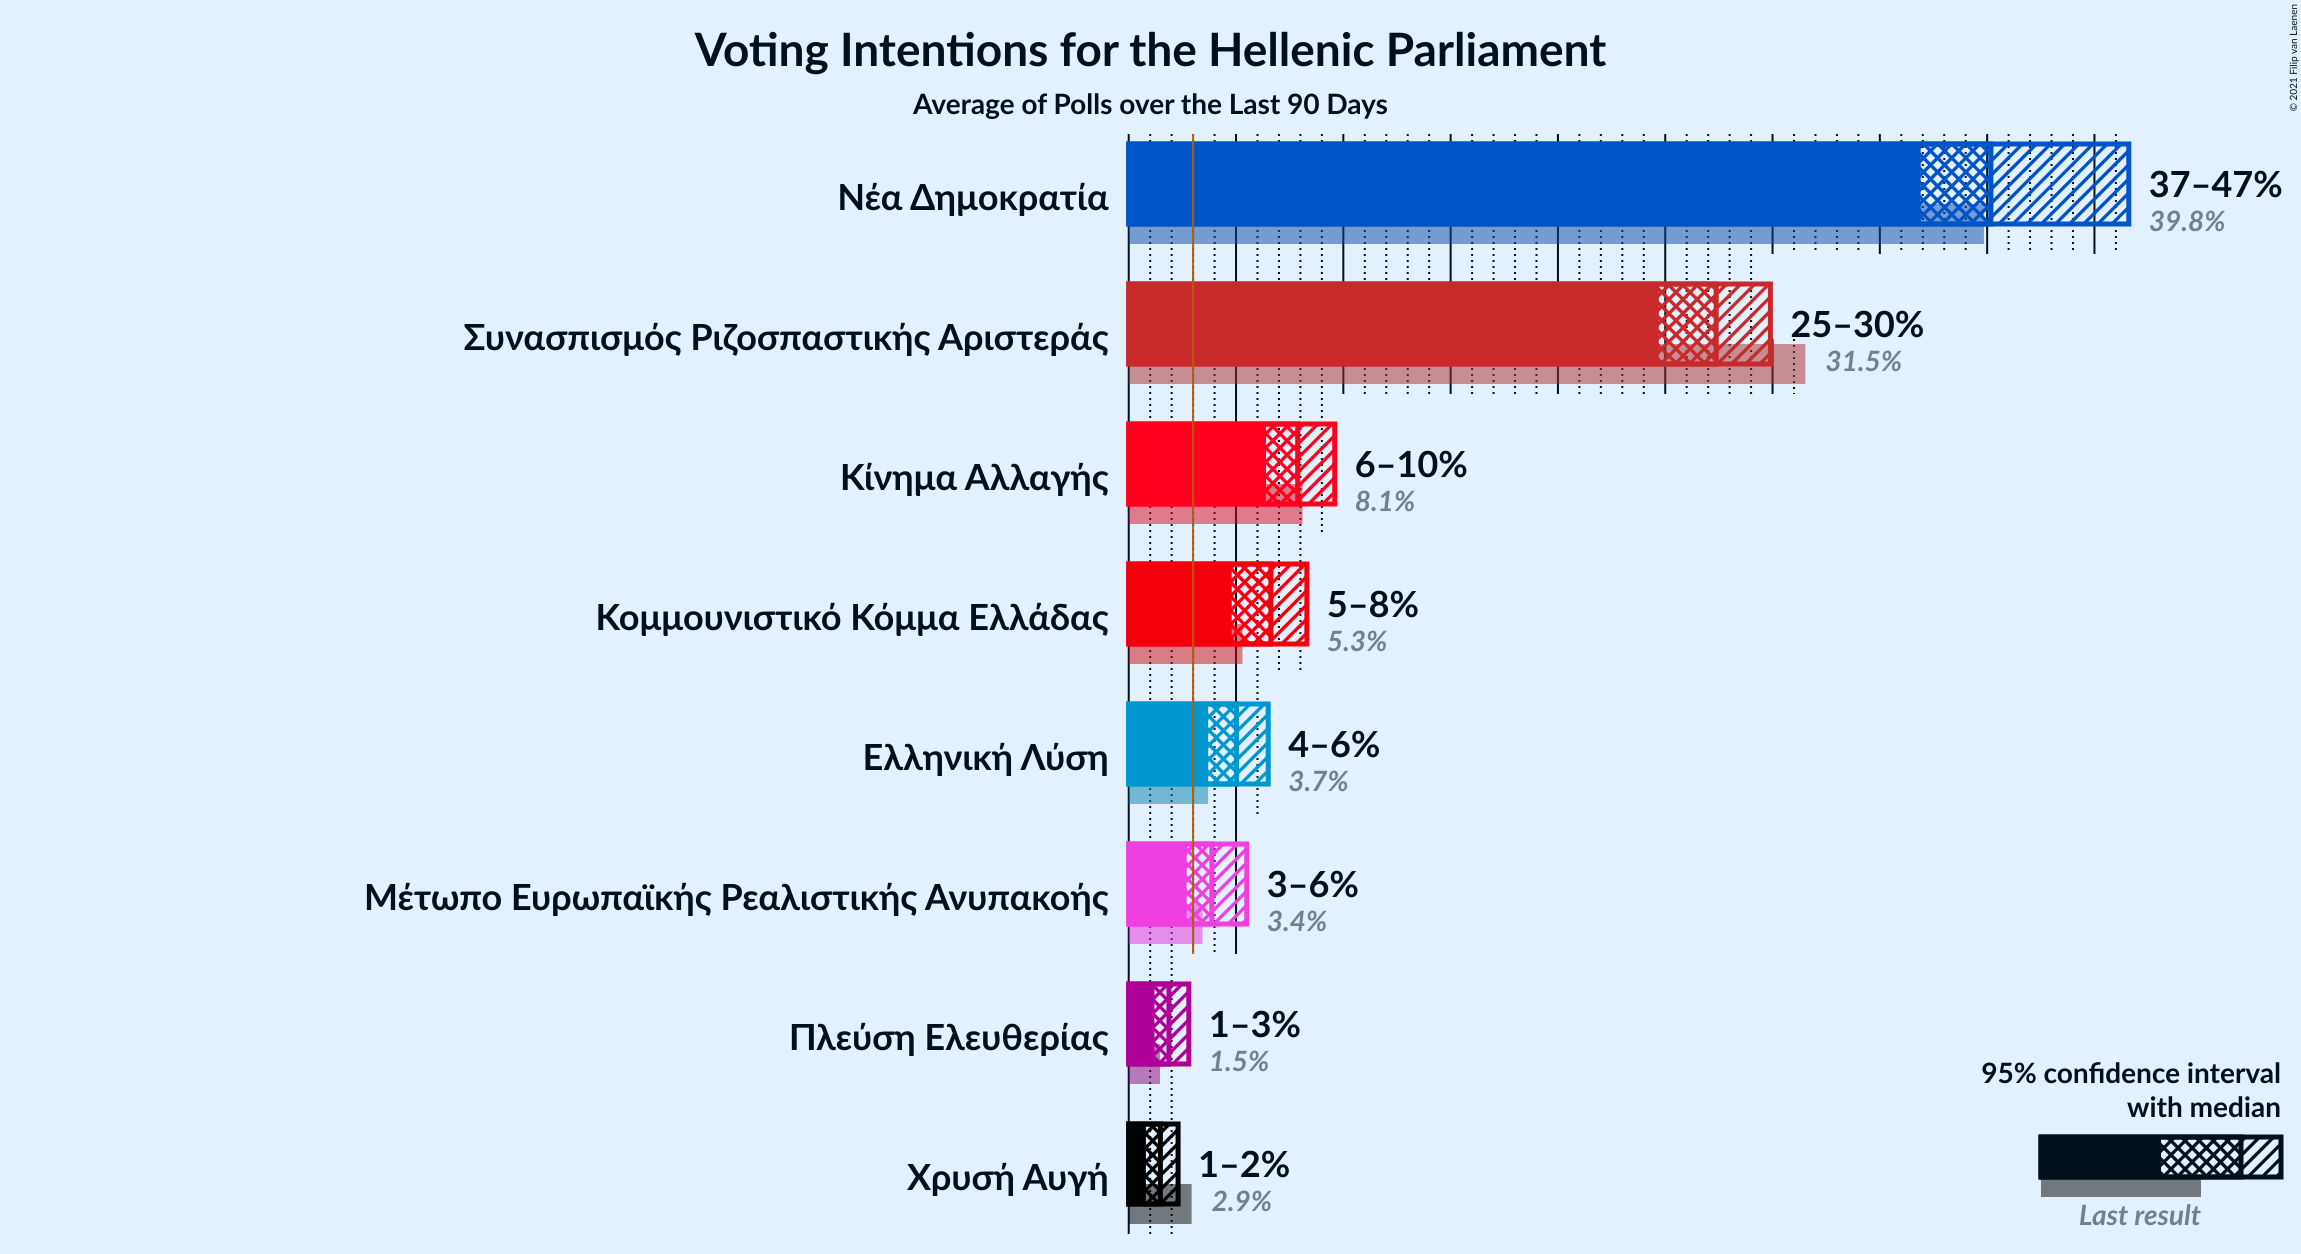 Voting Intentions for the Hellenic Parliament
Average of Polls over the Last 90 Days
© 2021 Filip van Laenen
Νέα Δημοκρατία
37–47%
39.8%
Συνασπισμός Ριζοσπαστικής Αριστεράς
25–30%
31.5%
Κίνημα Αλλαγής
6–10%
8.1%
Κομμουνιστικό Κόμμα Ελλάδας
5–8%
5.3%
Ελληνική Λύση
4–6%
3.7%
Μέτωπο Ευρωπαϊκής Ρεαλιστικής Ανυπακοής
3–6%
3.4%
Πλεύση Ελευθερίας
1–3%
1.5%
Χρυσή Αυγή
1–2%
2.9%
95% confidence interval
with median
Last result